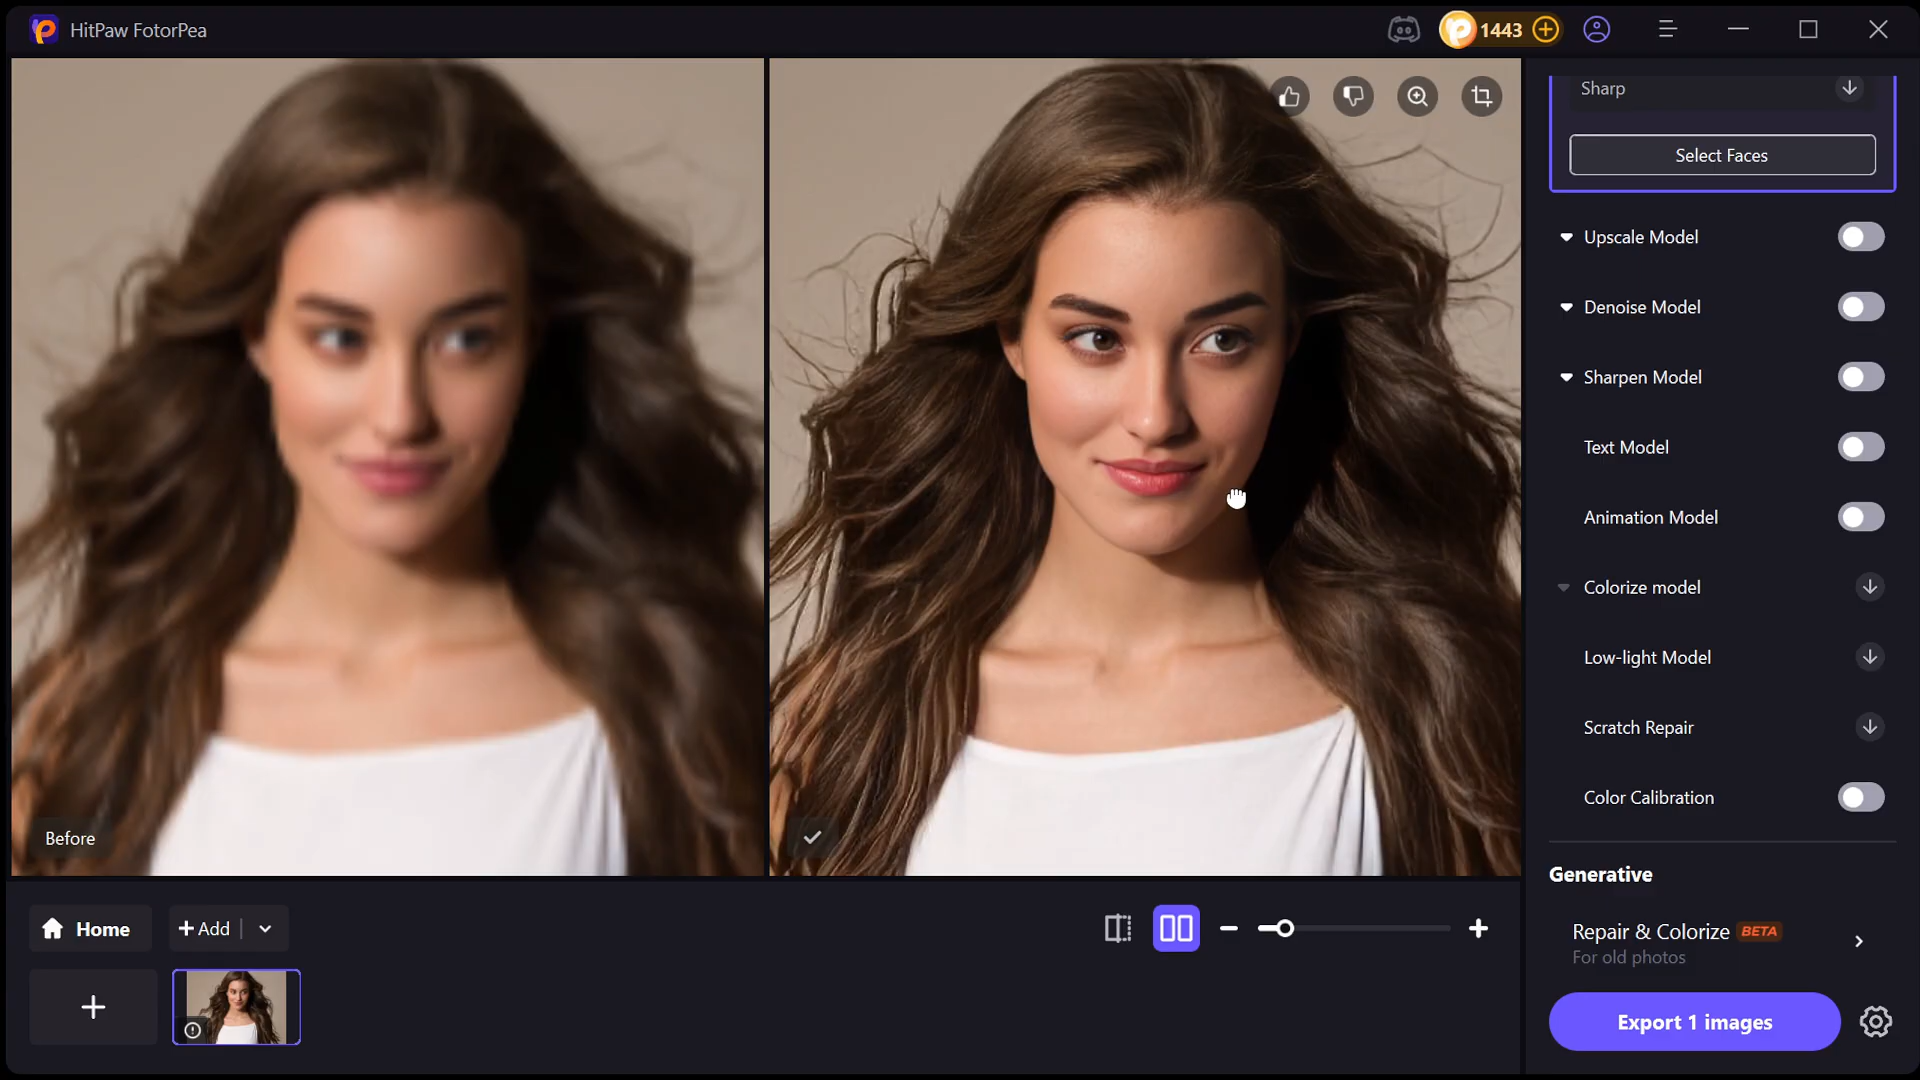 HitPaw FotorPea
1443
Sharp
Select Faces
Upscale Model
Denoise Model
Sharpen Model
Text Model
Animation Model
Colorize model
Low-light Model
Scratch Repair
Color Calibration
Before
Generative
Home
Add
Repair & Colorize BETA
For old photos
Export 1 images